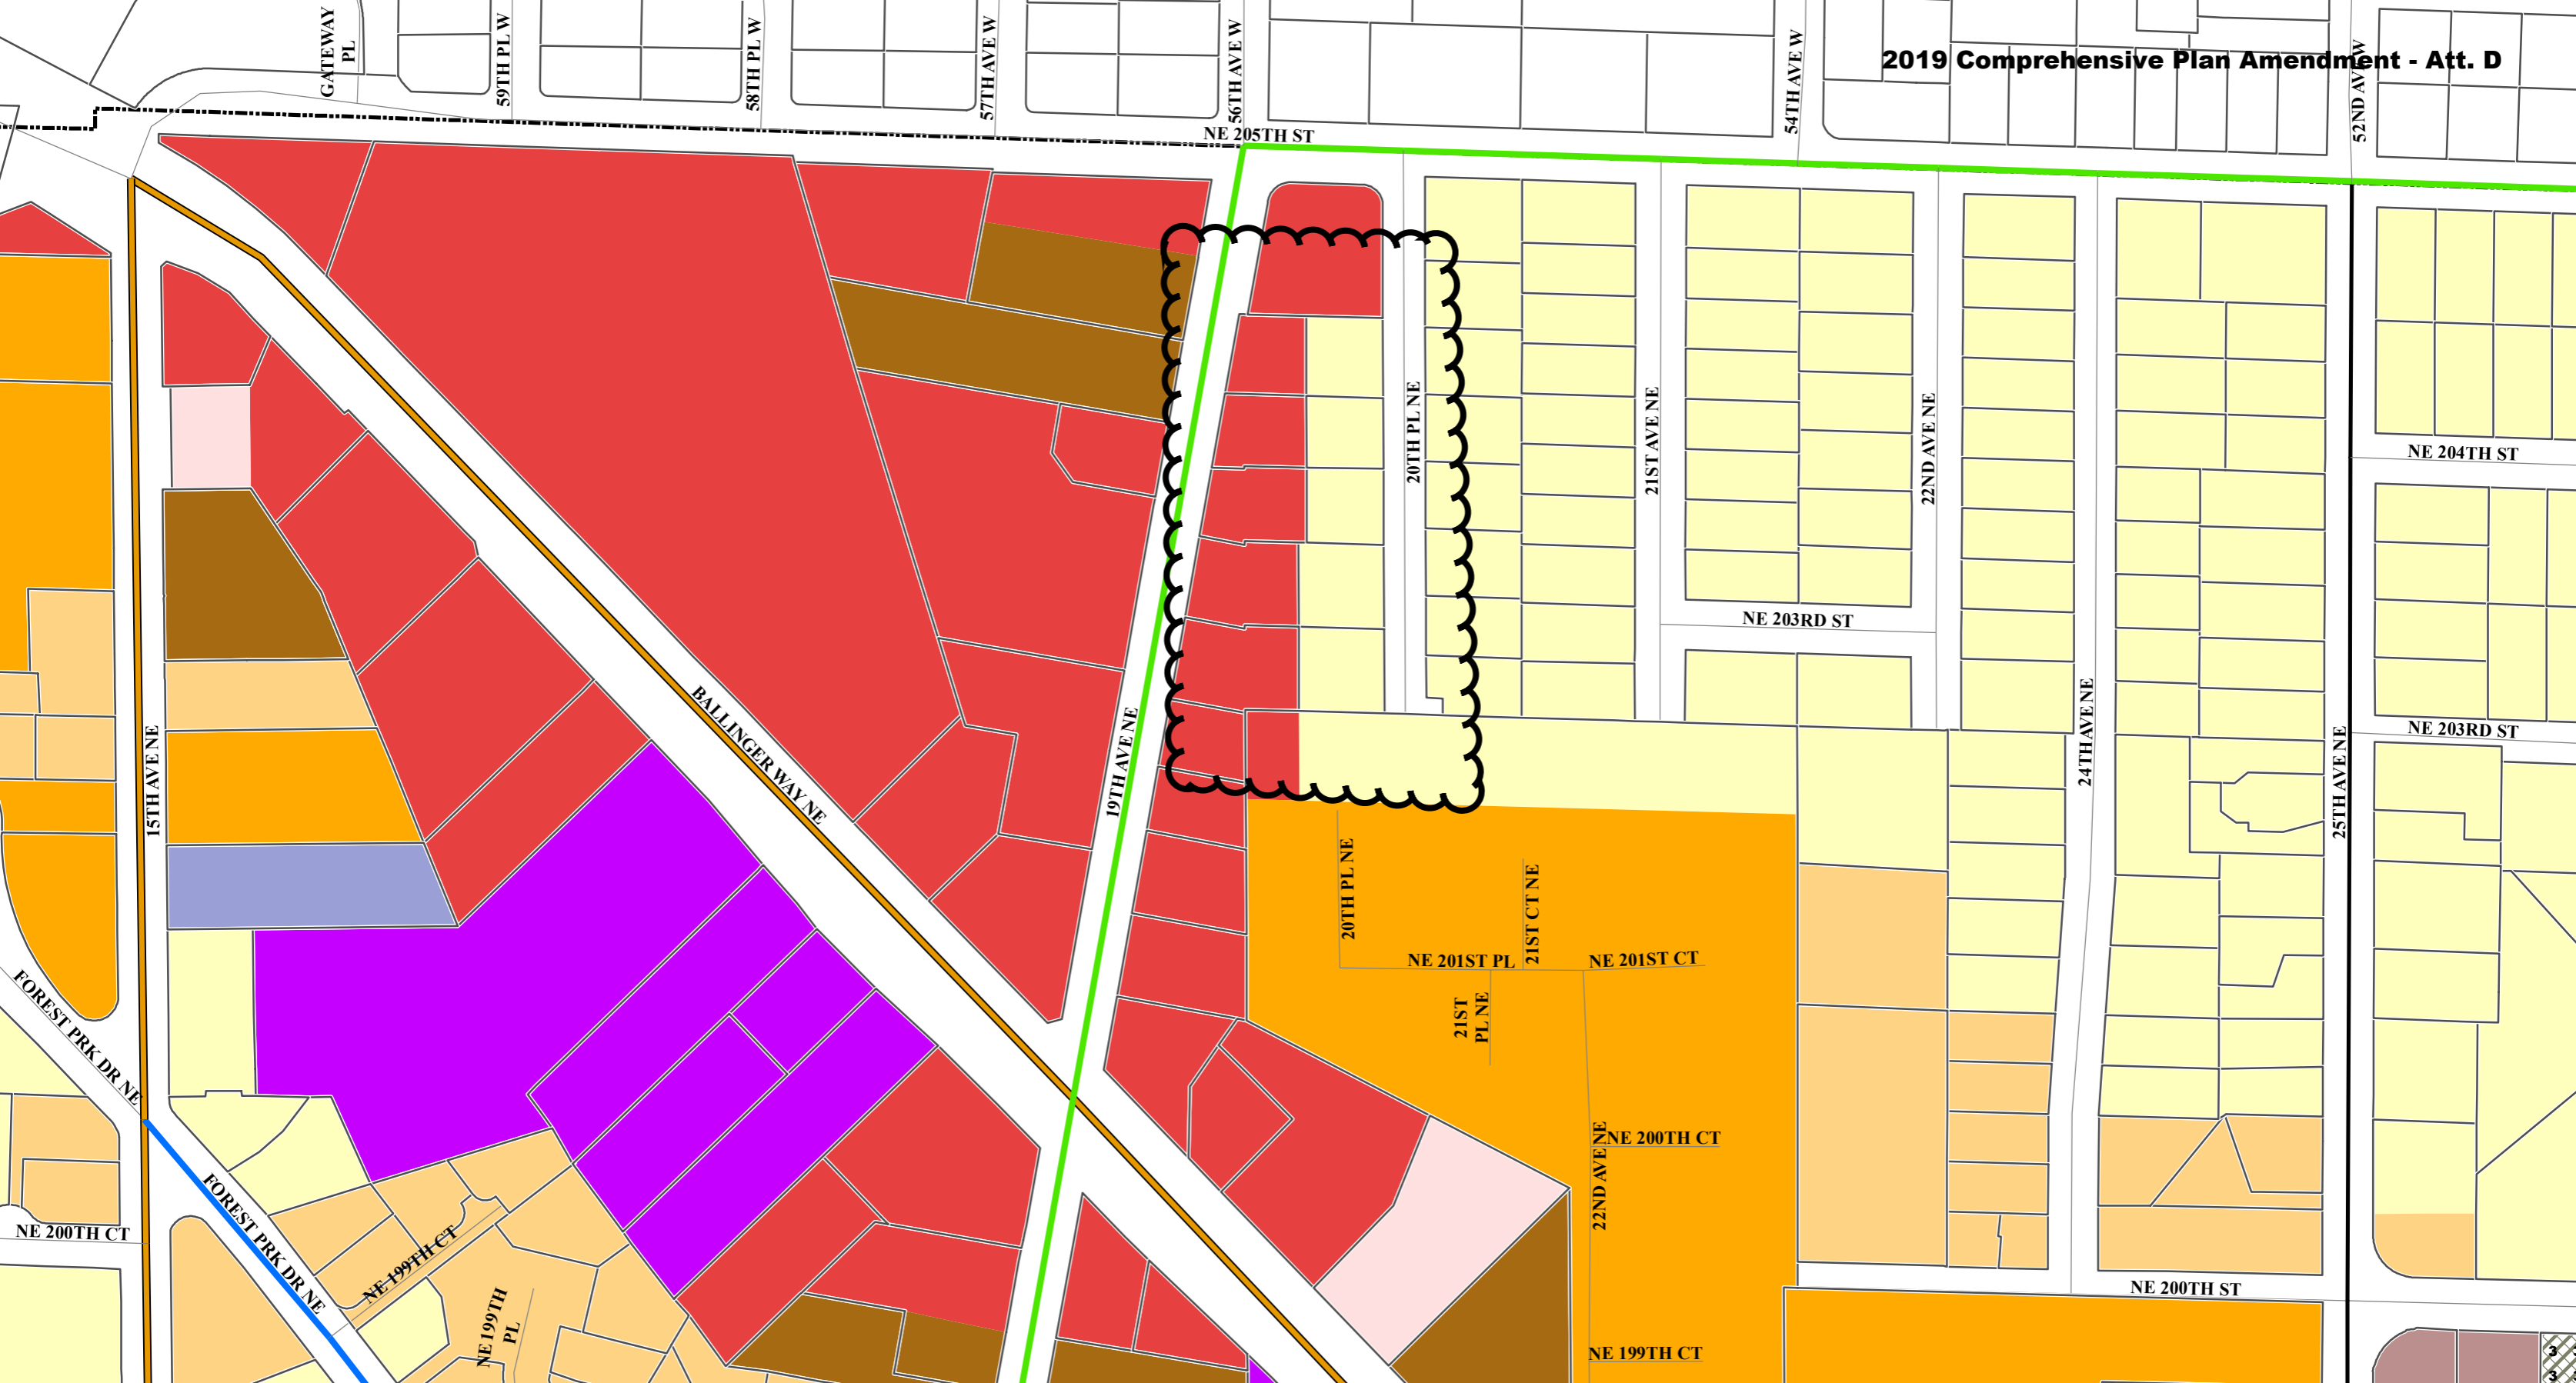 GATEWAY
PL
59TH PL W
58TH PL W
57TH AVE W
56TH AVE W
54TH AVE W
52ND AVE W
2019 Comprehensive Plan Amendment - Att. D
NE 205TH ST
20TH PL NE
21ST AVE NE
22ND AVE NE
NE 204TH ST
NE 203RD ST
24TH AVE NE
NE 203RD ST
25TH AVE NE
15TH AVE NE
BALLINGER WAY NE
19TH AVE NE
20TH PL NE
21ST CT NE
NE 201ST PL
NE 201ST CT
21ST
PL NE
FOREST PRK DR NE
22ND AVE NE
NE 200TH CT
FOREST PRK DR NE
NE 200TH CT
NE 199TH CT
NE 199TH
PL
NE 200TH ST
NE 199TH CT
3
3